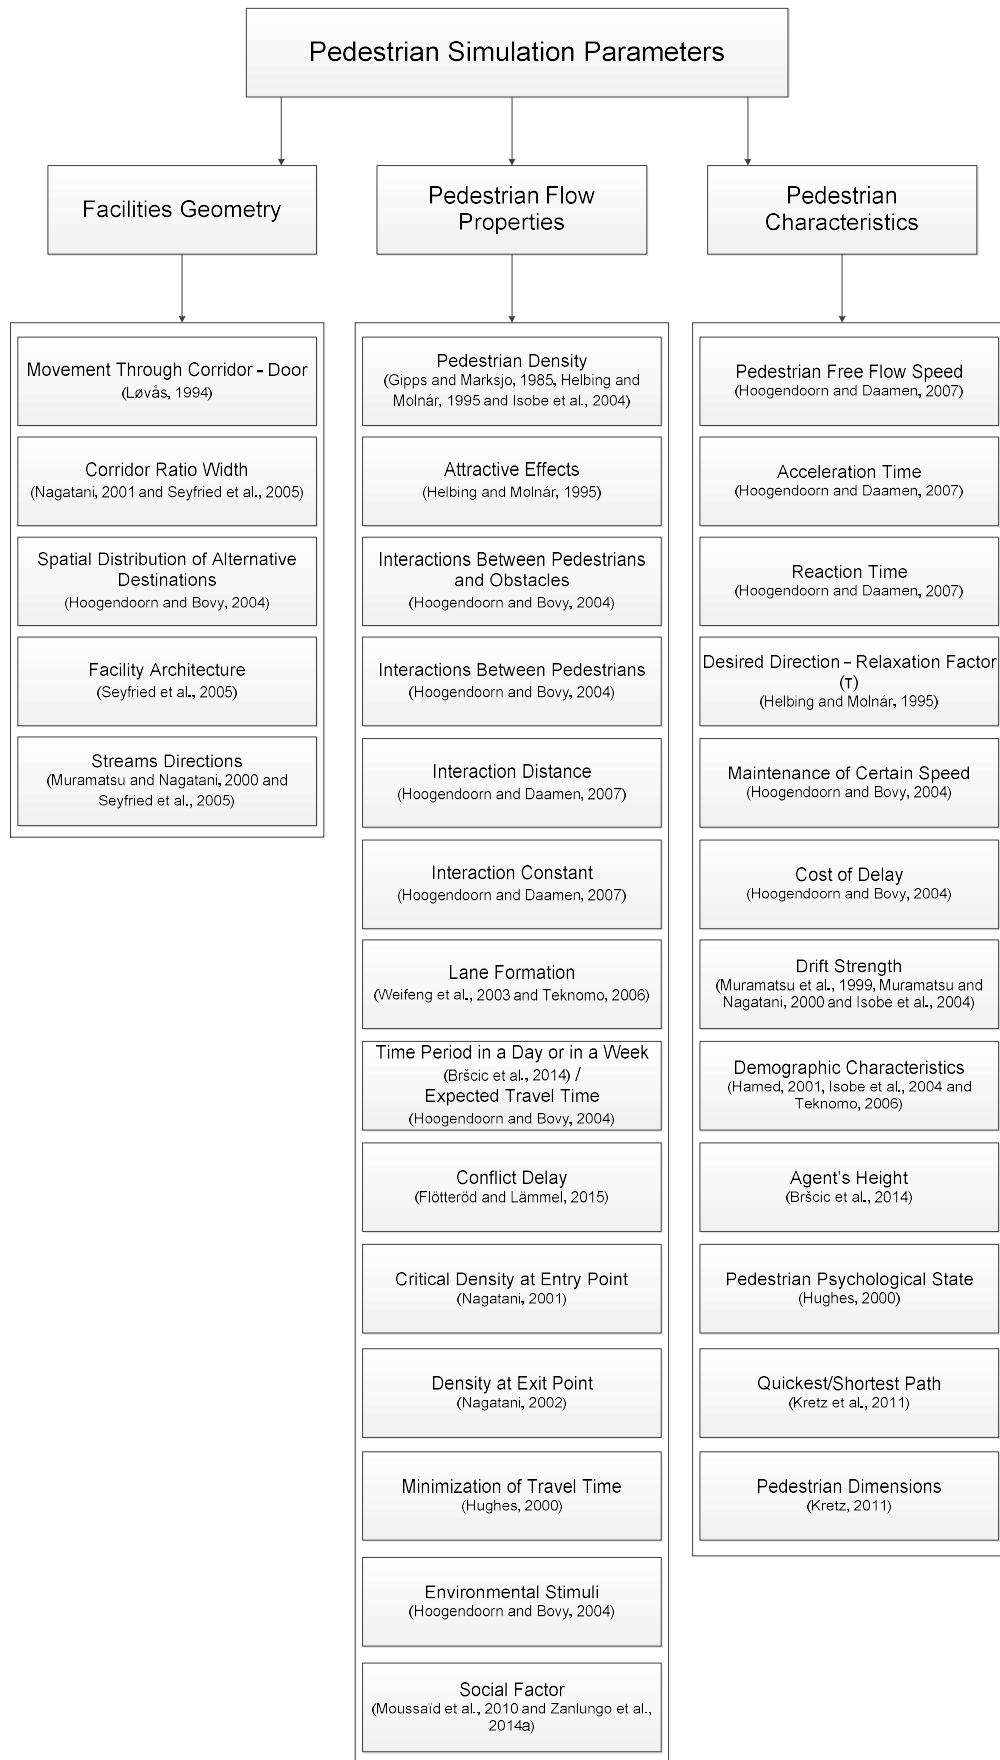 Pedestrian Simulation Parameters
Facilities Geometry
Pedestrian Flow
Properties
Pedestrian
Characteristics
Movement Through Corridor - Door
(Løvås, 1994)
Corridor Ratio Width
(Nagatani, 2001 and Seyfried et al., 2005)
Spatial Distribution of Alternative
Destinations
(Hoogendoorn and Bovy, 2004)
Facility Architecture
(Seyfried et al., 2005)
Streams Directions
(Muramatsu and Nagatani, 2000 and
Seyfried et al., 2005)
Pedestrian Density
(Gipps and Marksjo, 1985, Helbing and
Molnár, 1995 and Isobe et al., 2004)
Attractive Effects
(Helbing and Molnár, 1995)
Interactions Between Pedestrians
and Obstacles
(Hoogendoorn and Bovy, 2004)
Interactions Between Pedestrians
(Hoogendoorn and Bovy, 2004)
Interaction Distance
(Hoogendoorn and Daamen, 2007)
Interaction Constant
(Hoogendoorn and Daamen, 2007)
Lane Formation
(Weifeng et al., 2003 and Teknomo, 2006)
Time Period in a Day or in a Week
(Bršcic et al., 2014) /
Expected Travel Time
(Hoogendoorn and Bovy, 2004)
Conflict Delay
(Flötteröd and Lämmel, 2015)
Critical Density at Entry Point
(Nagatani, 2001)
Density at Exit Point
(Nagatani, 2002)
Minimization of Travel Time
(Hughes, 2000)
Environmental Stimuli
(Hoogendoorn and Bovy, 2004)
Social Factor
(Moussaïd et al., 2010 and Zanlungo et al.,
2014a)
Pedestrian Free Flow Speed
(Hoogendoorn and Daamen, 2007)
Acceleration Time
(Hoogendoorn and Daamen, 2007)
Reaction Time
(Hoogendoorn and Daamen, 2007)
Desired Direction – Relaxation Factor
(τ)
(Helbing and Molnár, 1995)
Maintenance of Certain Speed
(Hoogendoorn and Bovy, 2004)
Cost of Delay
(Hoogendoorn and Bovy, 2004)
Drift Strength
(Muramatsu et al., 1999, Muramatsu and
Nagatani, 2000 and Isobe et al., 2004)
Demographic Characteristics
(Hamed, 2001, Isobe et al., 2004 and
Teknomo, 2006)
Agent's Height
(Bršcic et al., 2014)
Pedestrian Psychological State
(Hughes, 2000)
Quickest/Shortest Path
(Kretz et al., 2011)
Pedestrian Dimensions
(Kretz, 2011)